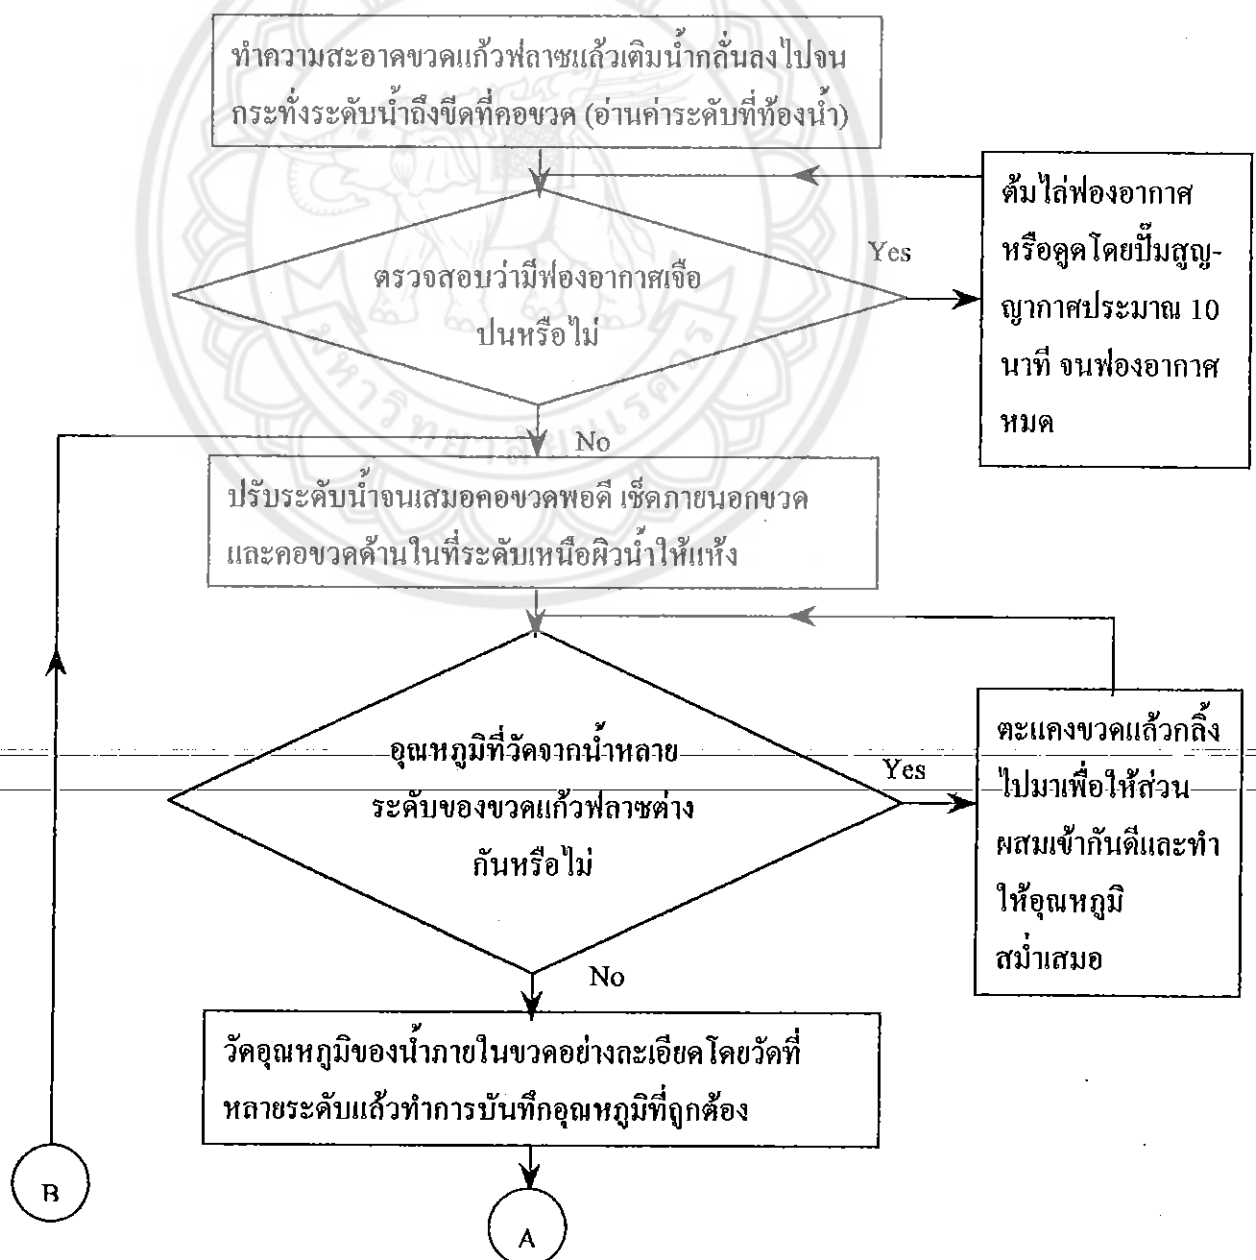 ทำความสะอาดขวดแก้วฟลาซแล้วเติมน้ำกลั่นลงไปจน
กระทั่งระดับน้ำถึงขีดที่คอขวด (อ่านค่าระดับที่ท้องน้ำ)
ต้มไล่ฟองอากาศ
หรือดูดโดยปั๊มสูญ-
ญากาศประมาณ 10
นาที จนฟองอากาศ
หมด
Yes
ตรวจสอบว่ามีฟองอากาศเจือ
ปนหรือไม่
มหาวิทยาลัยนเรศวร
No
ปรับระดับน้ำจนเสมอคอขวดพอดี เช็ดภายนอกขวด
และคอขวดด้านในที่ระดับเหนือผิวน้ำให้แห้ง
อุณหภูมิที่วัดจากน้ำหลาย
ระดับของขวดแก้วฟลาซต่าง
กันหรือไม่
Yes
ตะแคงขวดแล้วกลิ้ง
ไปมาเพื่อให้ส่วน
ผสมเข้ากันดีและทำ
ให้อุณหภูมิ
สม่ำเสมอ
No
วัดอุณหภูมิของน้ำภายในขวดอย่างละเอียดโดยวัดที่
หลายระดับแล้วทำการบันทึกอุณหภูมิที่ถูกต้อง
B
A